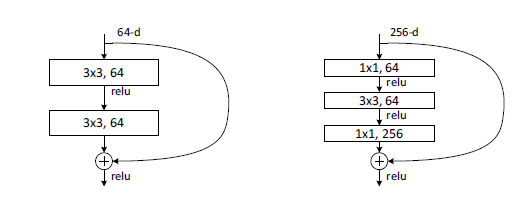 64-d
3x3, 64
relu
3x3, 64
relu
256-d
1x1, 64
relu
3x3, 64
relu
1x1, 256
relu